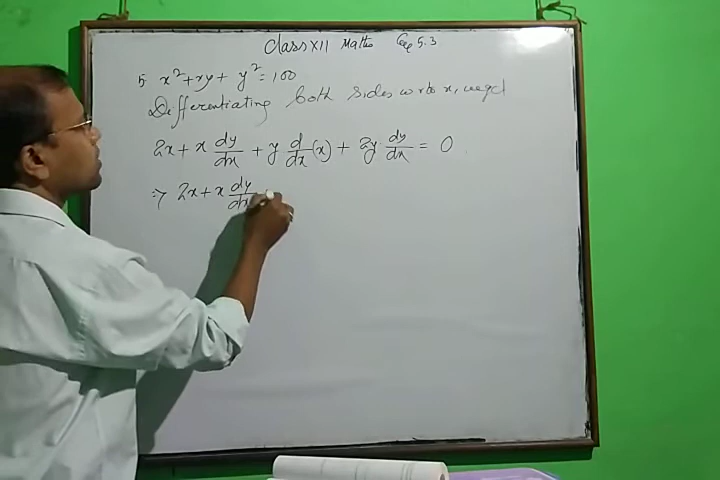 Class XII Maths Ex 5.3
5 x² + xy + y² = 100
Differentiating both sides w.r.to x, we get
2x + x dy/dx + y d/dx (x) + 2y dy/dx = 0
⇒ 2x + x dy/dx